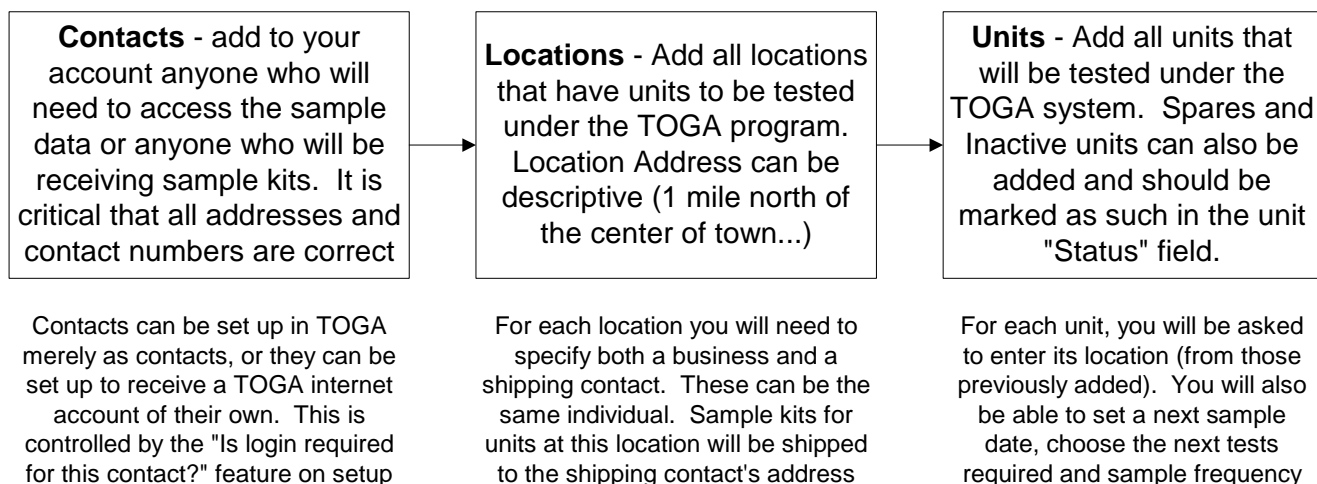 Contacts - add to your
account anyone who will
need to access the sample
data or anyone who will be
receiving sample kits.  It is
critical that all addresses and
contact numbers are correct
Locations - Add all locations
that have units to be tested
under the TOGA program.
Location Address can be
descriptive (1 mile north of
the center of town...)
Units - Add all units that
will be tested under the
TOGA system.  Spares and
Inactive units can also be
added and should be
marked as such in the unit
"Status" field.
Contacts can be set up in TOGA
merely as contacts, or they can be
set up to receive a TOGA internet
account of their own.  This is
controlled by the "Is login required
for this contact?" feature on setup
For each location you will need to
specify both a business and a
shipping contact.  These can be the
same individual.  Sample kits for
units at this location will be shipped
to the shipping contact's address
For each unit, you will be asked
to enter its location (from those
previously added).  You will also
be able to set a next sample
date, choose the next tests
required and sample frequency